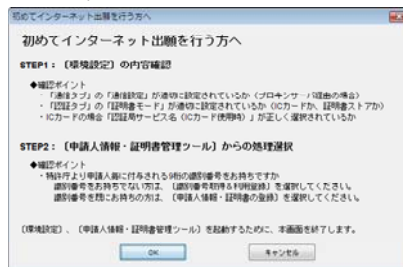 初めてインターネット出願を行う方へ
初めてインターネット出願を行う方へ
STEP1：〔環境設定〕の内容確認
◆確認ポイント
・「通信タブ」の「通信設定」が適切に設定されているか（プロキシサーバ経由の場合）
・「認証タブ」の「証明書モード」が適切に設定されているか（ICカードか、証明書ストアか）
・ICカードの場合「認証局サービス名（ICカード使用時）」が正しく選択されているか
STEP2：〔申請人情報・証明書管理ツール〕からの処理選択
◆確認ポイント
・特許庁より申請人毎に付与される9桁の識別番号をお持ちですか
識別番号をお持ちでない方は、〔識別番号取得&利用登録〕を選択してください。
識別番号を既にお持ちの方は、〔申請人情報・証明書の登録〕を選択してください。
〔環境設定〕、〔申請人情報・証明書管理ツール〕を起動するために、本画面を終了します。
OK
キャンセル